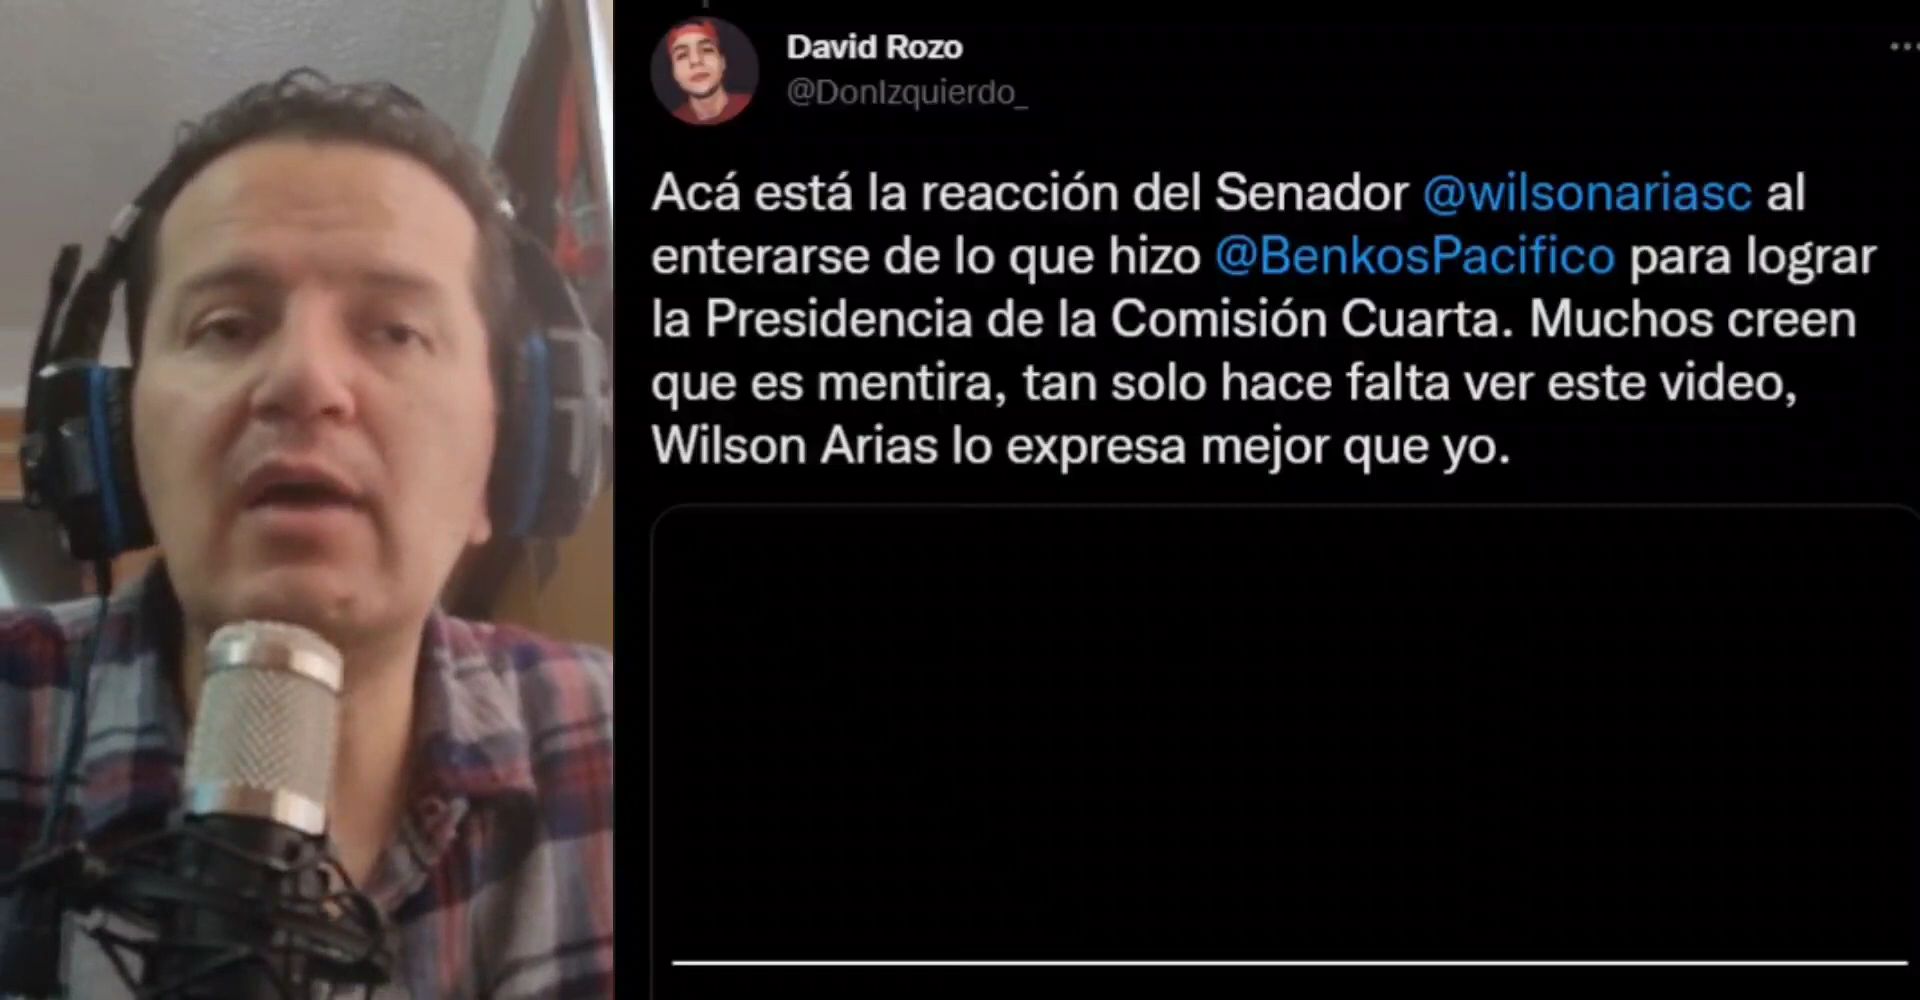 David Rozo
@DonIzquierdo_
Acá está la reacción del Senador @wilsonariasc al
enterarse de lo que hizo @BenkosPacifico para lograr
la Presidencia de la Comisión Cuarta. Muchos creen
que es mentira, tan solo hace falta ver este video,
Wilson Arias lo expresa mejor que yo.